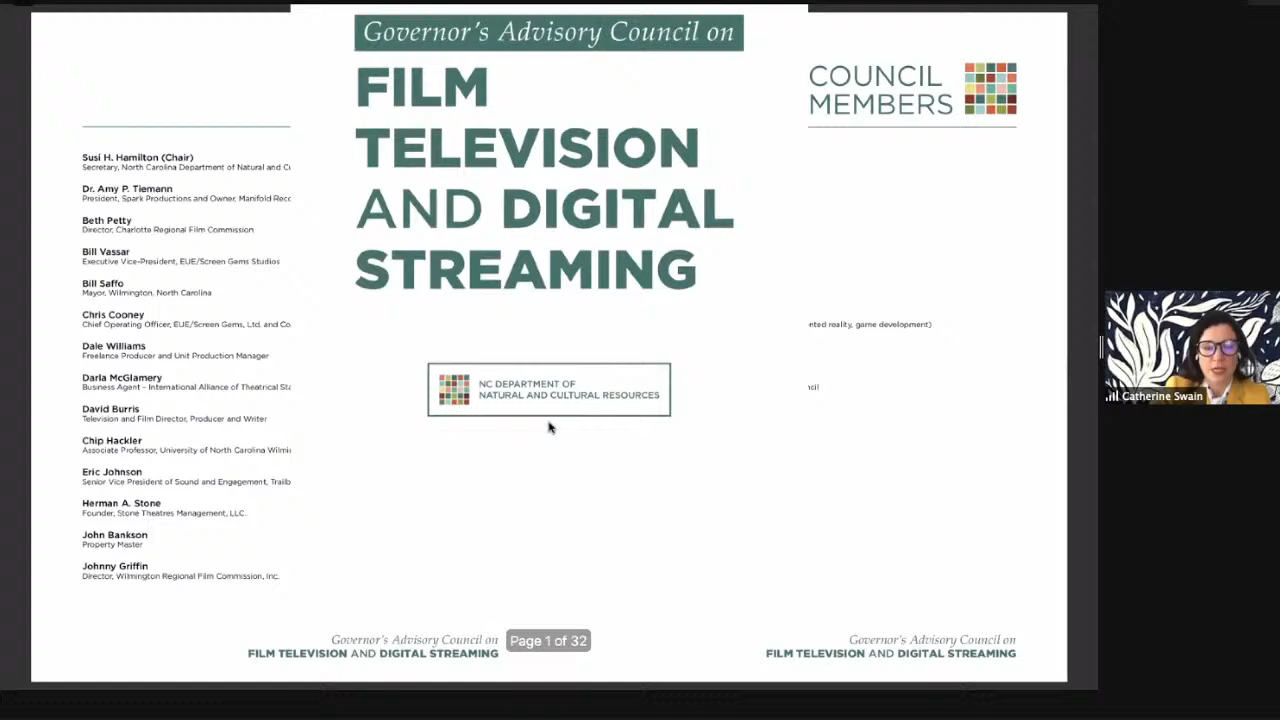 Governor's Advisory Council on
FILM
TELEVISION
AND DIGITAL
STREAMING
COUNCIL
MEMBERS
Susi H. Hamilton (Chair)
Secretary, North Carolina Department of Natural and
Dr. Amy P. Tiemann
President, Spark Productions and Owner, Manifold
Beth Petty
Director, Charlotte Regional Film Commission
Bill Vassar
Executive Vice-President, EUE/Screen Gems Studios
Bill Saffo
Mayor, Wilmington, North Carolina
Chris Cooney
Chief Operating Officer, EUE/Screen Gems, Ltd. and Co
Dale Williams
Freelance Producer and Unit Production Manager
Darla McGlamery
Business Agent – International Alliance of Theatrical
David Burris
Television and Film Director, Producer and Writer
Chip Hackler
Associate Professor, University of North Carolina
Eric Johnson
Senior Vice President of Sound and Engagement,
Herman A. Stone
Founder, Stone Theatres Management, LLC.
John Bankson
Property Master
Johnny Griffin
Director, Wilmington Regional Film Commission, Inc.
nted reality, game development)
ncil
NC DEPARTMENT OF
NATURAL AND CULTURAL RESOURCES
Governor's Advisory Council on
FILM TELEVISION AND DIGITAL STREAMING
Page 1 of 32
Governor's Advisory Council on
FILM TELEVISION AND DIGITAL STREAMING
Catherine Swain